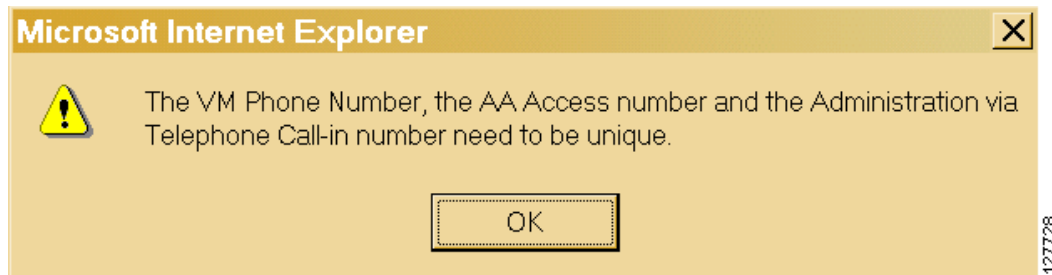 Microsoft Internet Explorer
The VM Phone Number, the AA Access number and the Administration via
Telephone Call-in number need to be unique.
OK
127728